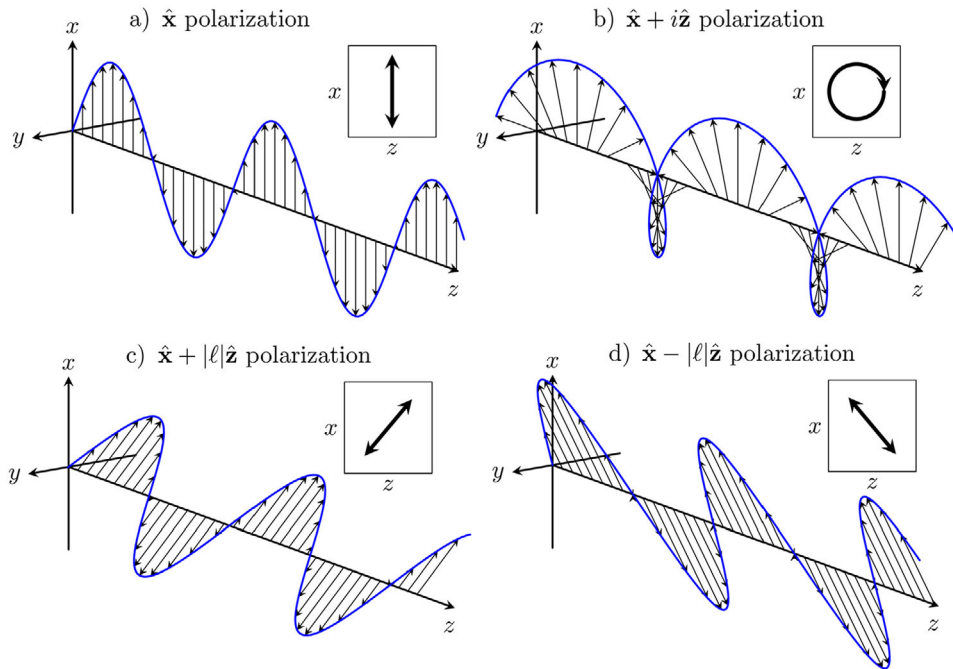 a) x̂ polarization
x
y
z
x
z
b) x̂ + iẑ polarization
x
y
z
x
z
c) x̂ + |ℓ|ẑ polarization
x
y
z
x
z
d) x̂ − |ℓ|ẑ polarization
x
y
z
x
z